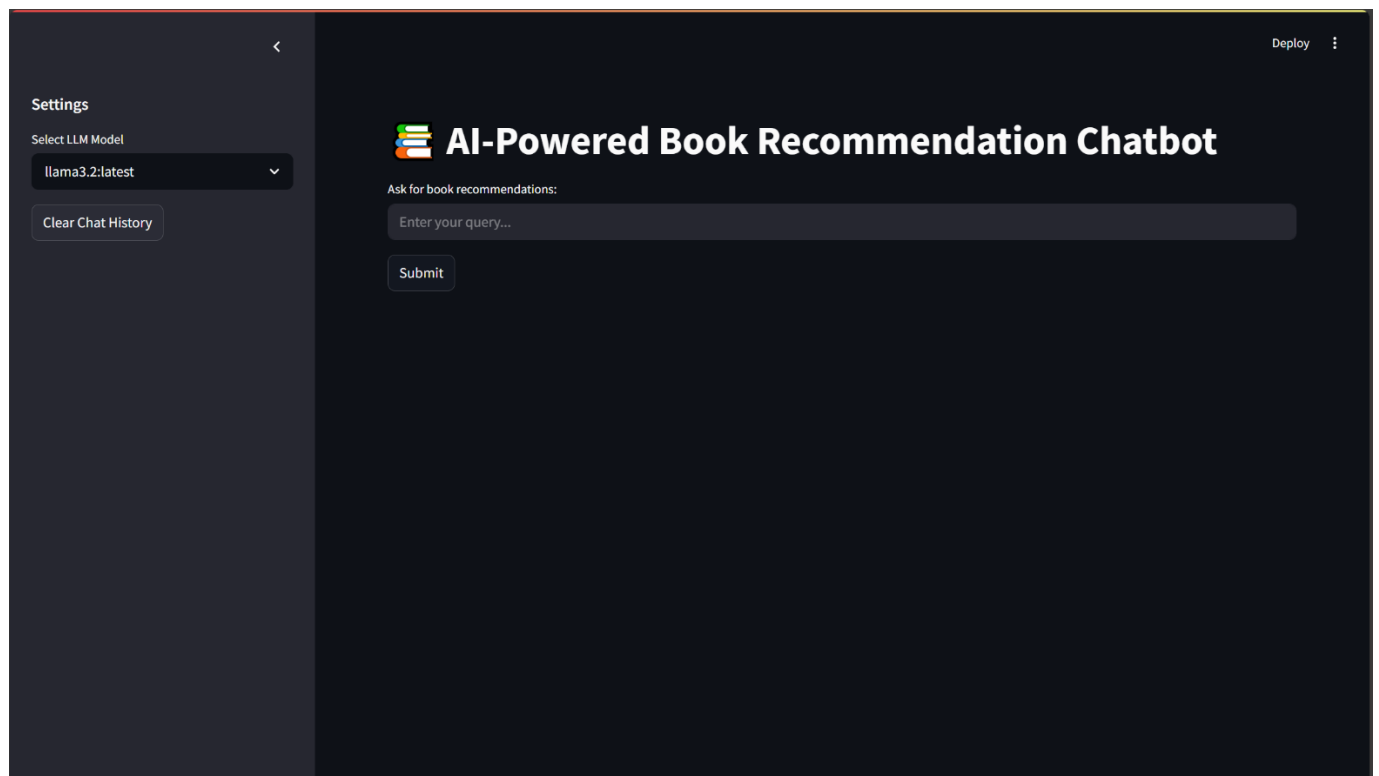 Deploy
Settings
Select LLM Model
llama3.2:latest
Clear Chat History
AI-Powered Book Recommendation Chatbot
Ask for book recommendations:
Enter your query...
Submit